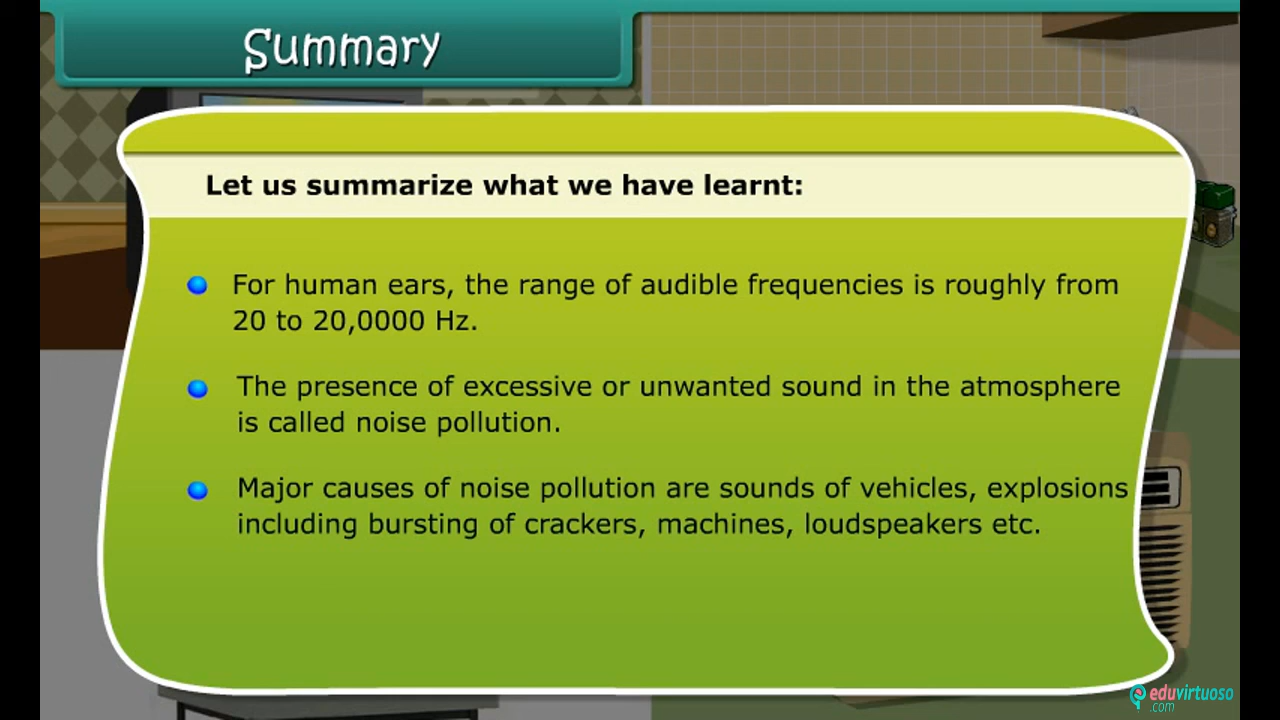 Summary
Let us summarize what we have learnt:
For human ears, the range of audible frequencies is roughly from
20 to 20,0000 Hz.
The presence of excessive or unwanted sound in the atmosphere
is called noise pollution.
Major causes of noise pollution are sounds of vehicles, explosions
including bursting of crackers, machines, loudspeakers etc.
eduvirtuoso
.com